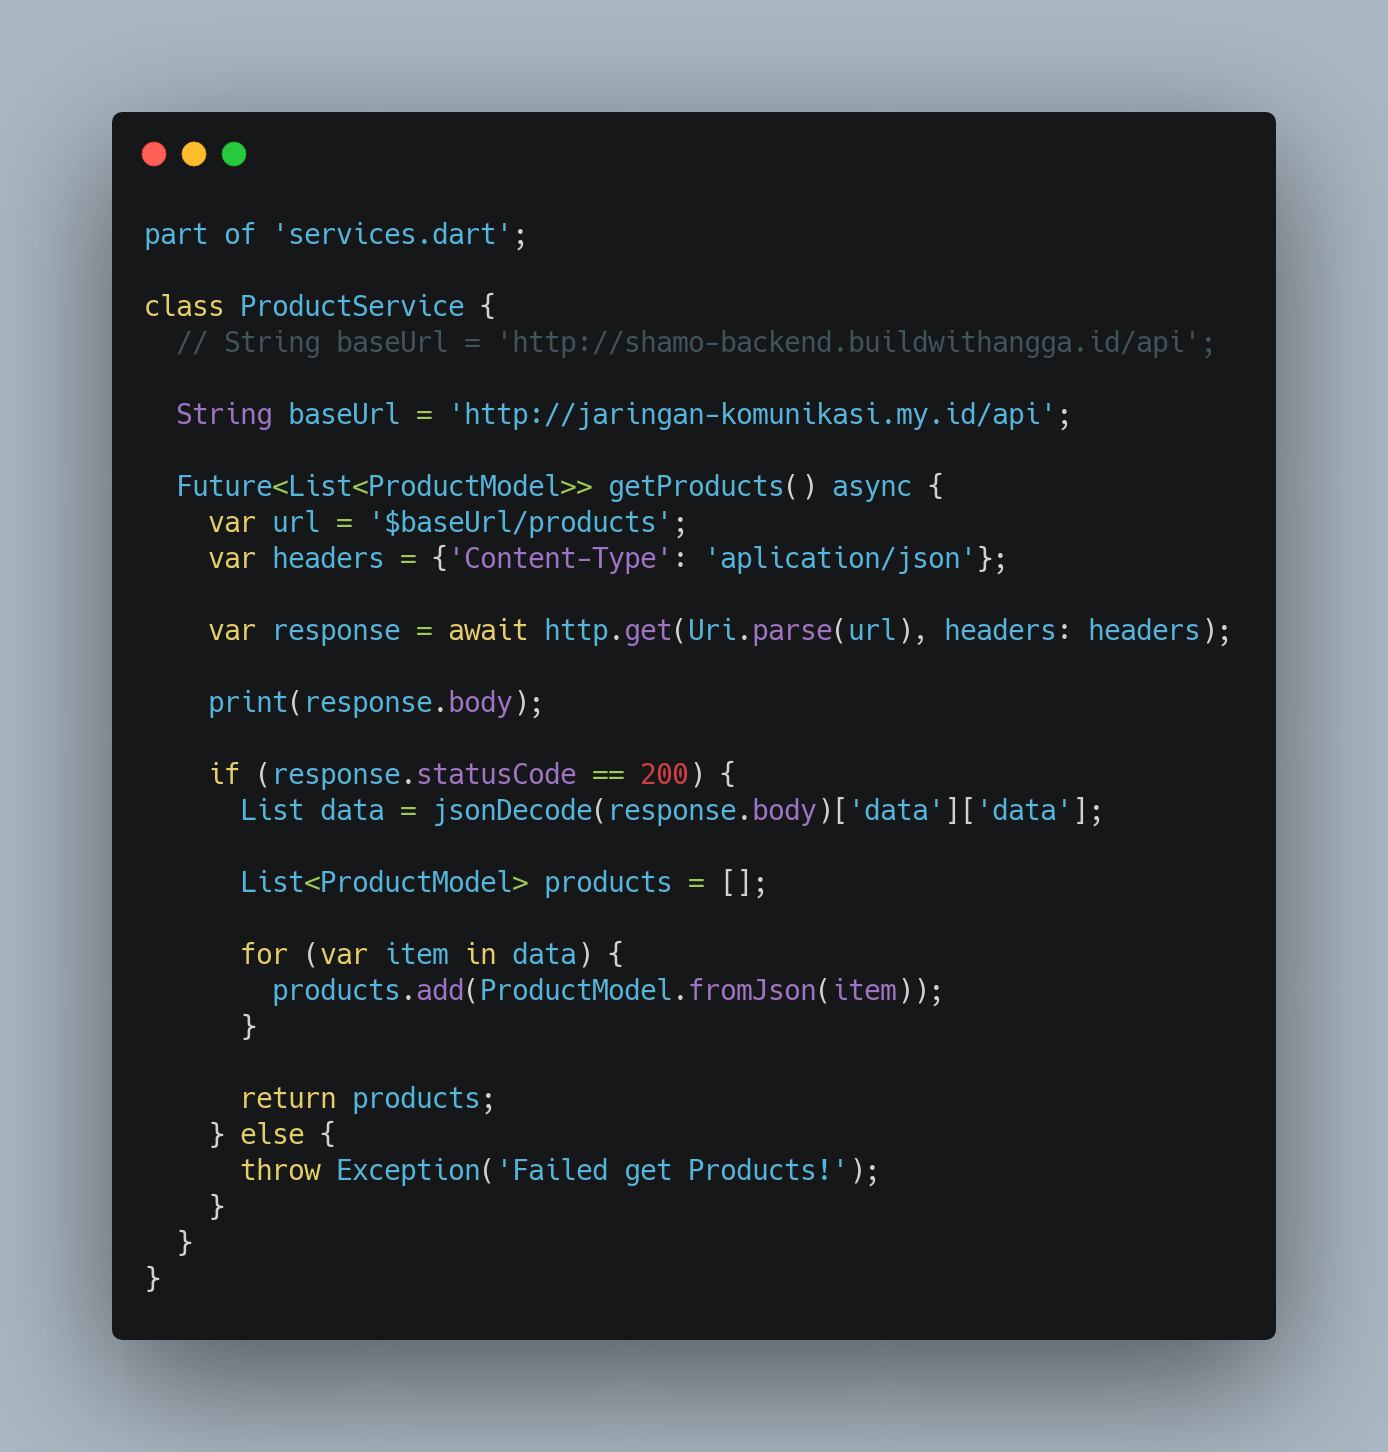 part of 'services.dart';
class ProductService {
// String baseUrl = 'http://shamo-backend.buildwithangga.id/api';
String baseUrl = 'http://jaringan-komunikasi.my.id/api';
Future<List<ProductModel>> getProducts() async {
var url = '$baseUrl/products';
var headers = {'Content-Type': 'aplication/json'};
var response = await http.get(Uri.parse(url), headers: headers);
print(response.body);
if (response.statusCode == 200) {
List data = jsonDecode(response.body)['data']['data'];
List<ProductModel> products = [];
for (var item in data) {
products.add(ProductModel.fromJson(item));
}
return products;
} else {
throw Exception('Failed get Products!');
}
}
}